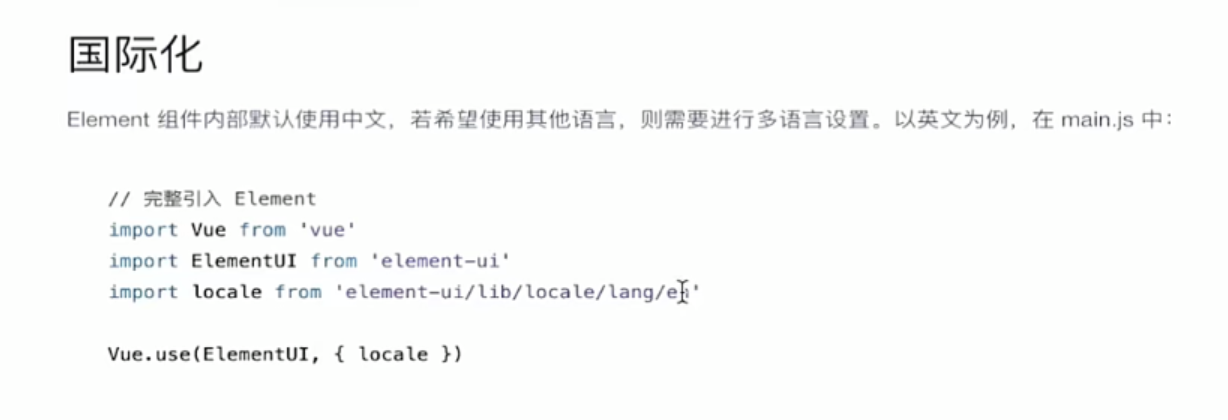 国际化
Element 组件内部默认使用中文，若希望使用其他语言，则需要进行多语言设置。以英文为例，在 main.js 中：
// 完整引入 Element
import Vue from 'vue'
import ElementUI from 'element-ui'
import locale from 'element-ui/lib/locale/lang/en'
Vue.use(ElementUI, { locale })